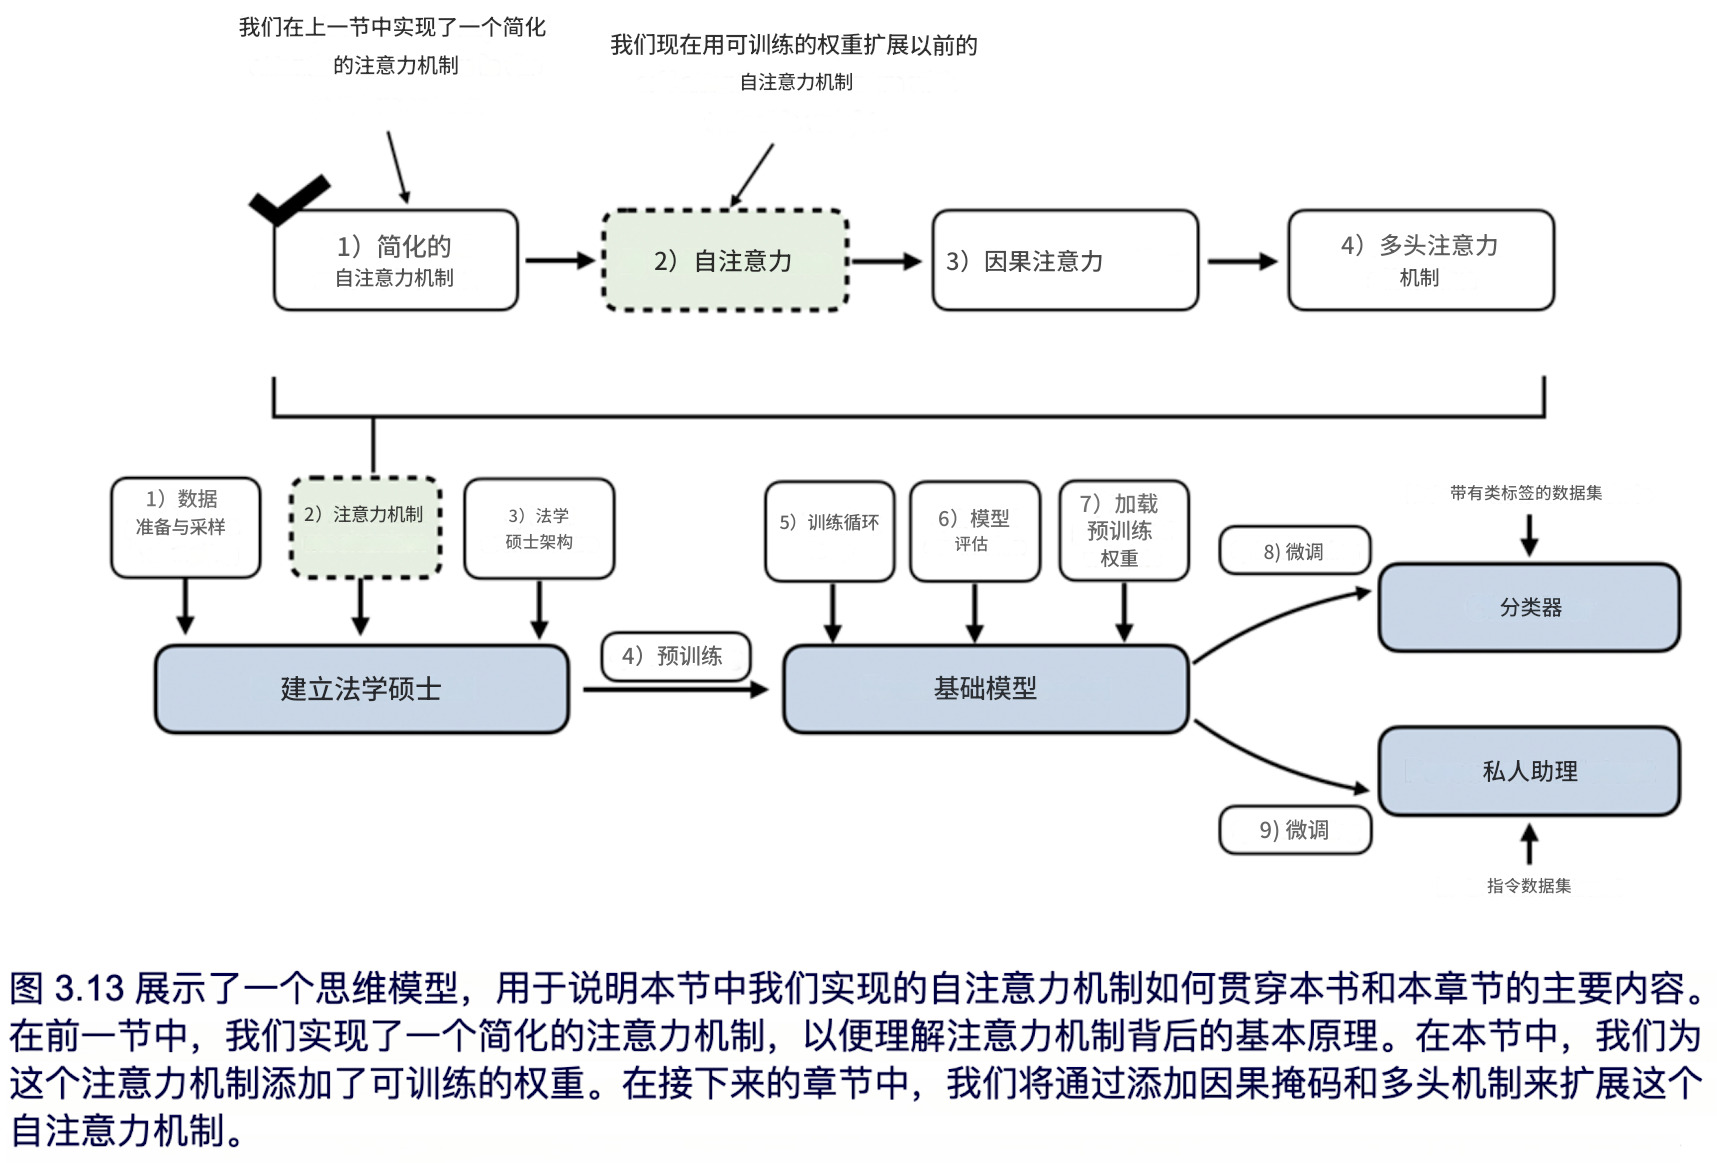 我们在上一节中实现了一个简化
的注意力机制
我们现在用可训练的权重扩展以前的
自注意力机制
1）简化的
自注意力机制
2）自注意力
3）因果注意力
4）多头注意力
机制
1）数据
准备与采样
2）注意力机制
3）法学
硕士架构
5）训练循环
6）模型
评估
7）加载
预训练
权重
8) 微调
带有类标签的数据集
分类器
建立法学硕士
4）预训练
基础模型
私人助理
9) 微调
指令数据集
图 3.13 展示了一个思维模型，用于说明本节中我们实现的自注意力机制如何贯穿本书和本章节的主要内容。
在前一节中，我们实现了一个简化的注意力机制，以便理解注意力机制背后的基本原理。在本节中，我们为
这个注意力机制添加了可训练的权重。在接下来的章节中，我们将通过添加因果掩码和多头机制来扩展这个
自注意力机制。